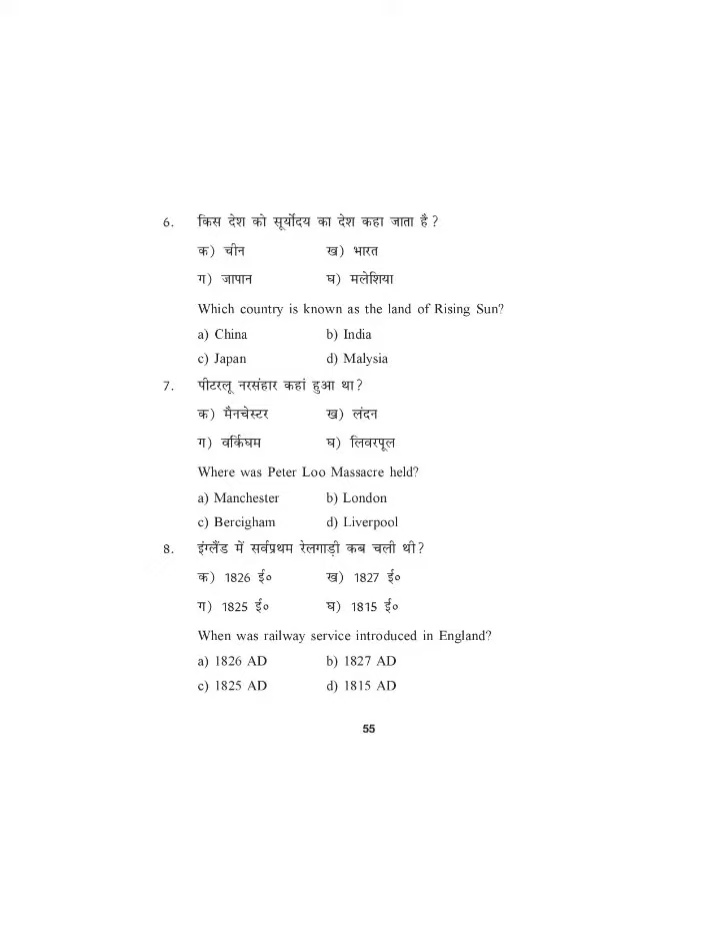 6. किस देश को सूर्योदय का देश कहा जाता है ?
क) चीन ख) भारत
ग) जापान घ) मलेशिया
Which country is known as the land of Rising Sun?
a) China b) India
c) Japan d) Malysia
7. पीटरलू नरसंहार कहां हुआ था ?
क) मैनचेस्टर ख) लंदन
ग) वर्किघम घ) लिवरपूल
Where was Peter Loo Massacre held?
a) Manchester b) London
c) Bercigham d) Liverpool
8. इंग्लैंड में सर्वप्रथम रेलगाड़ी कब चली थी ?
क) 1826 ई० ख) 1827 ई०
ग) 1825 ई० घ) 1815 ई०
When was railway service introduced in England?
a) 1826 AD b) 1827 AD
c) 1825 AD d) 1815 AD
55